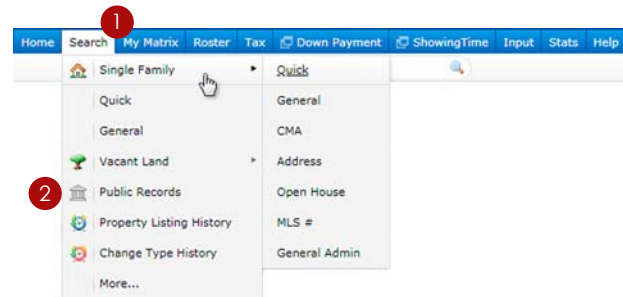 1
Home Search My Matrix Roster Tax Down Payment ShowingTime Input Stats Help
Single Family Quick
Quick General
General CMA
Vacant Land Address
2 Public Records Open House
Property Listing History MLS #
Change Type History General Admin
More...